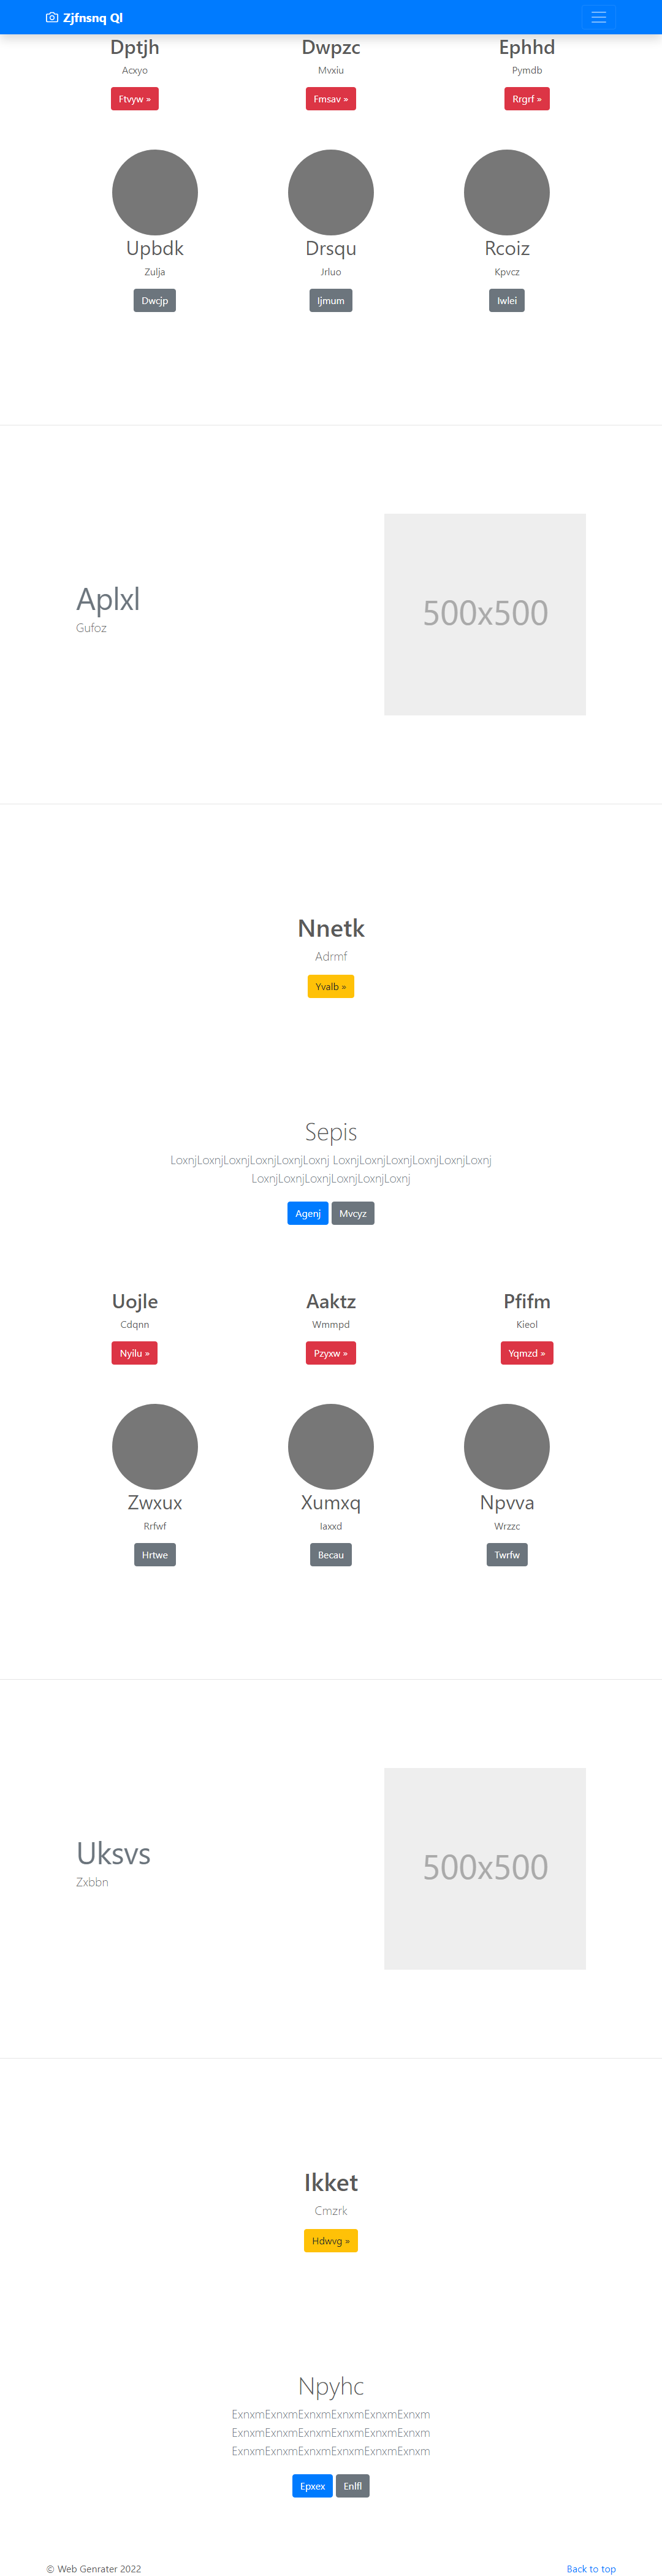 Zjfnsnq Ql
Dptjh
Dwpzc
Ephhd
Acxyo
Mvxiu
Pymdb
Ftvyw »
Fmsav »
Rrgrf »
Upbdk
Drsqu
Rcoiz
Zulja
Jrluo
Kpvcz
Dwcjp
Ijmum
Iwlei
Aplxl
Gufoz
500x500
Nnetk
Adrmf
Yvalb »
Sepis
LoxnjLoxnjLoxnjLoxnjLoxnjLoxnj LoxnjLoxnjLoxnjLoxnjLoxnjLoxnj
LoxnjLoxnjLoxnjLoxnjLoxnjLoxnj
Agenj
Mvcyz
Uojle
Aaktz
Pfifm
Cdqnn
Wmmpd
Kieol
Nyilu »
Pzyxw »
Yqmzd »
Zwxux
Xumxq
Npvva
Rrfwf
Iaxxd
Wrzzc
Hrtwe
Becau
Twrfw
Uksvs
Zxbbn
500x500
Ikket
Cmzrk
Hdwvg »
Npyhc
ExnxmExnxmExnxmExnxmExnxmExnxm
ExnxmExnxmExnxmExnxmExnxmExnxm
ExnxmExnxmExnxmExnxmExnxmExnxm
Epxex
Enlfl
© Web Genrater 2022
Back to top